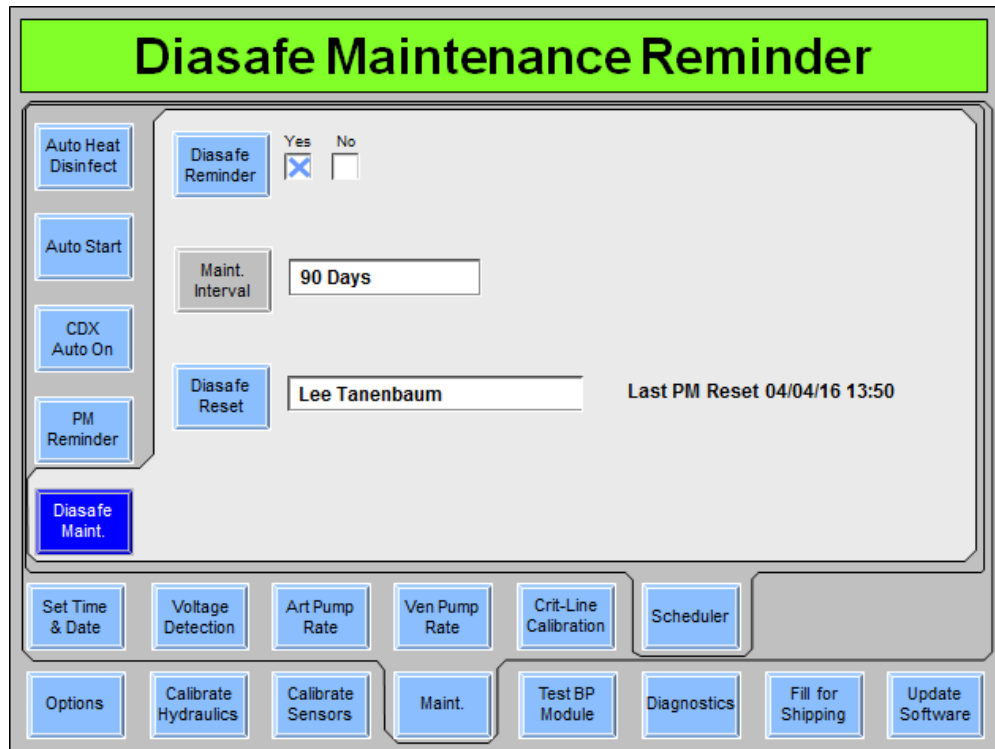 Diasafe Maintenance Reminder
Auto Heat
Disinfect
Auto Start
CDX
Auto On
PM
Reminder
Diasafe
Maint.
Diasafe
Reminder
Yes No
Maint.
Interval
90 Days
Diasafe
Reset
Lee Tanenbaum
Last PM Reset 04/04/16 13:50
Set Time
& Date
Voltage
Detection
Art Pump
Rate
Ven Pump
Rate
Crit-Line
Calibration
Scheduler
Options
Calibrate
Hydraulics
Calibrate
Sensors
Maint.
Test BP
Module
Diagnostics
Fill for
Shipping
Update
Software